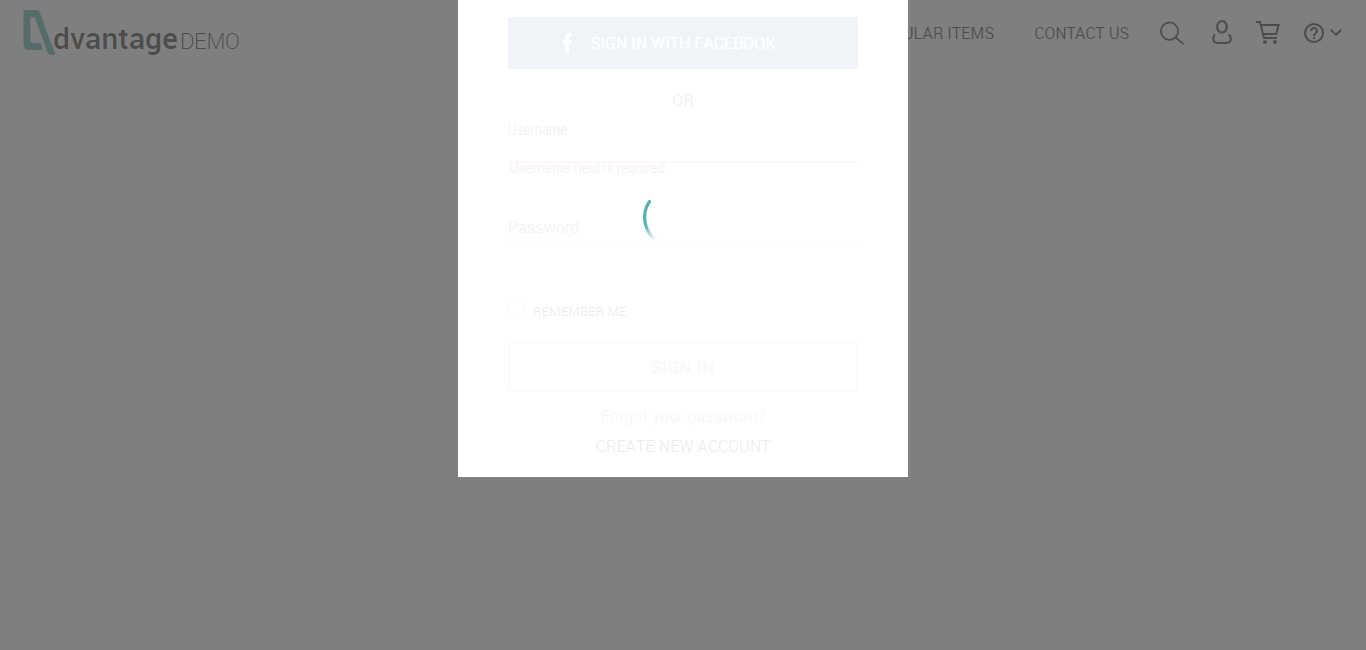 dvantage DEMO
ULAR ITEMS
CONTACT US
SIGN IN WITH FACEBOOK
OR
Username
Username field is required
Password
REMEMBER ME
SIGN IN
Forgot your password?
CREATE NEW ACCOUNT